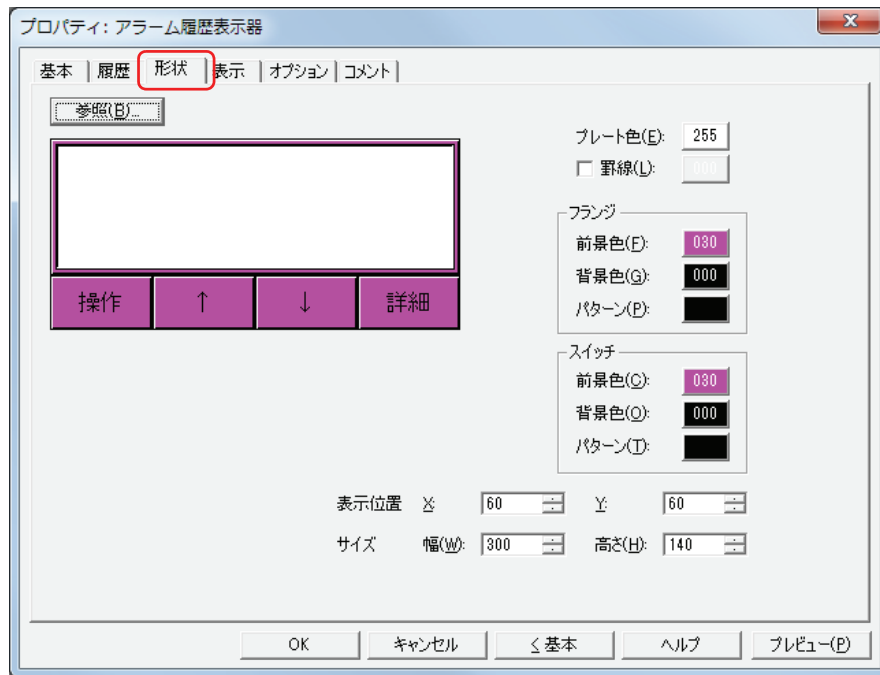 プロパティ: アラーム履歴表示器
基本 履歴 形状 表示 オプション コメント
参照(B)...
操作 ↑ ↓ 詳細
プレート色(E): 255
罫線(L): 000
フランジ
前景色(F): 030
背景色(G): 000
パターン(P):
スイッチ
前景色(C): 030
背景色(O): 000
パターン(T):
表示位置 X: 60 Y: 60
サイズ 幅(W): 300 高さ(H): 140
OK キャンセル <基本 ヘルプ プレビュー(P)